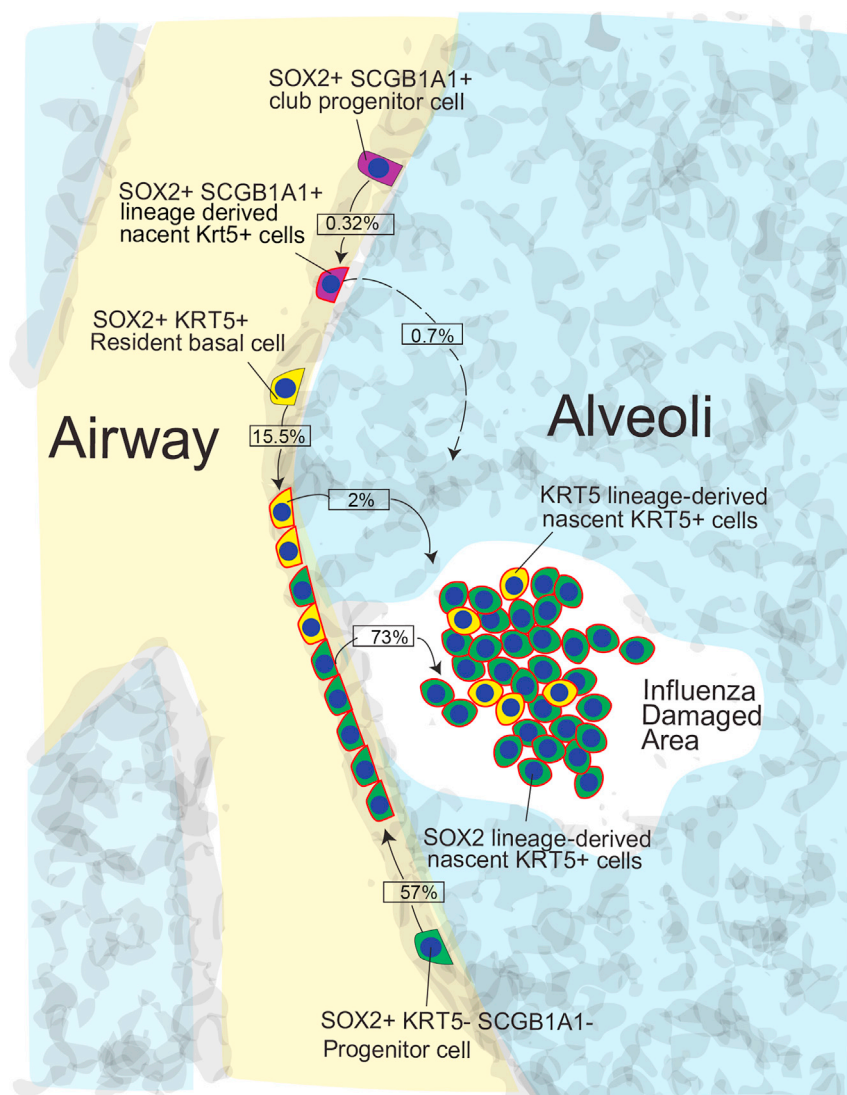 SOX2+ SCGB1A1+
club progenitor cell
SOX2+ SCGB1A1+
lineage derived
nacent Krt5+ cells
0.32%
SOX2+ KRT5+
Resident basal cell
0.7%
Airway
Alveoli
15.5%
2%
KRT5 lineage-derived
nascent KRT5+ cells
73%
Influenza
Damaged
Area
SOX2 lineage-derived
nascent KRT5+ cells
57%
SOX2+ KRT5- SCGB1A1-
Progenitor cell